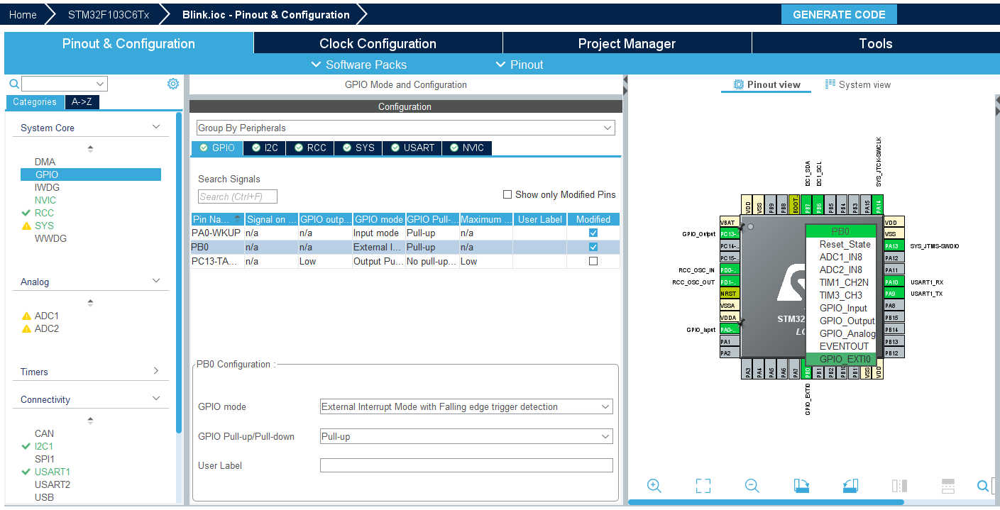 Home STM32F103C6Tx Blink.ioc - Pinout & Configuration GENERATE CODE
Pinout & Configuration Clock Configuration Project Manager Tools
Software Packs Pinout
GPIO Mode and Configuration
Pinout view System view
Categories A->Z
System Core
DMA
GPIO
IWDG
NVIC
RCC
SYS
WWDG
Analog
ADC1
ADC2
Timers
Connectivity
CAN
I2C1
SPI1
USART1
USART2
USB
Configuration
Group By Peripherals
GPIO I2C RCC SYS USART NVIC
Search Signals
Search (Ctrl+F) Show only Modified Pins
Pin Na... Signal on ... GPIO outp... GPIO mode GPIO Pull-... Maximum ... User Label Modified
PA0-WKUP n/a n/a Input mode Pull-up n/a
PB0 n/a n/a External I... Pull-up n/a
PC13-TA... n/a Low Output Pu... No pull-up... Low
PB0 Configuration :
GPIO mode External Interrupt Mode with Falling edge trigger detection
GPIO Pull-up/Pull-down Pull-up
User Label
I2C1_SDA
I2C1_SCL
SYS_JTCK-SWCLK
VDD
VSS
PB9
PB8
BOOT..
PB7
PB6
PB5
PB4
PB3
PA15
PA14
VBAT
GPIO_Output PC13-..
PC14-..
PC15-..
RCC_OSC_IN PD0-..
RCC_OSC_OUT PD1-..
NRST
VSSA
VDDA
GPIO_Input PA0-..
PA1
PA2
STM32
PB0
Reset_State
ADC1_IN8
ADC2_IN8
TIM1_CH2N
TIM3_CH3
GPIO_Input
GPIO_Output
GPIO_Analog
EVENTOUT
GPIO_EXTI0
VDD
VSS
PA13 SYS_JTMS-SWDIO
PA12
PA11
PA10 USART1_RX
PA9 USART1_TX
PA8
PB15
PB14
PB13
PB12
PA3
PA4
PA5
PA6
PA7
PB0
PB1
PB2
PB10
PB1..
VSS
VDD
GPIO_EXTI0